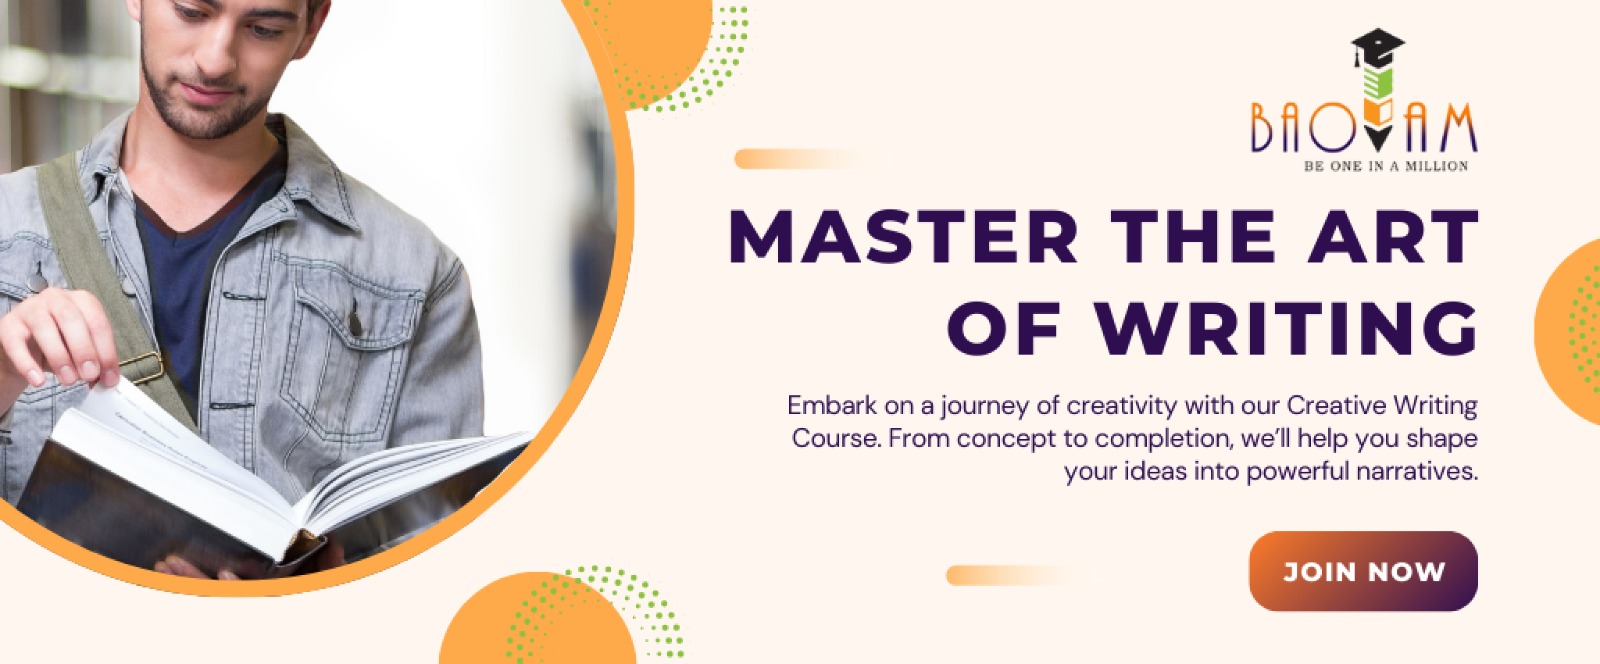 BAOVAM
BE ONE IN A MILLION
MASTER THE ART
OF WRITING
Embark on a journey of creativity with our Creative Writing
Course. From concept to completion, we’ll help you shape
your ideas into powerful narratives.
JOIN NOW